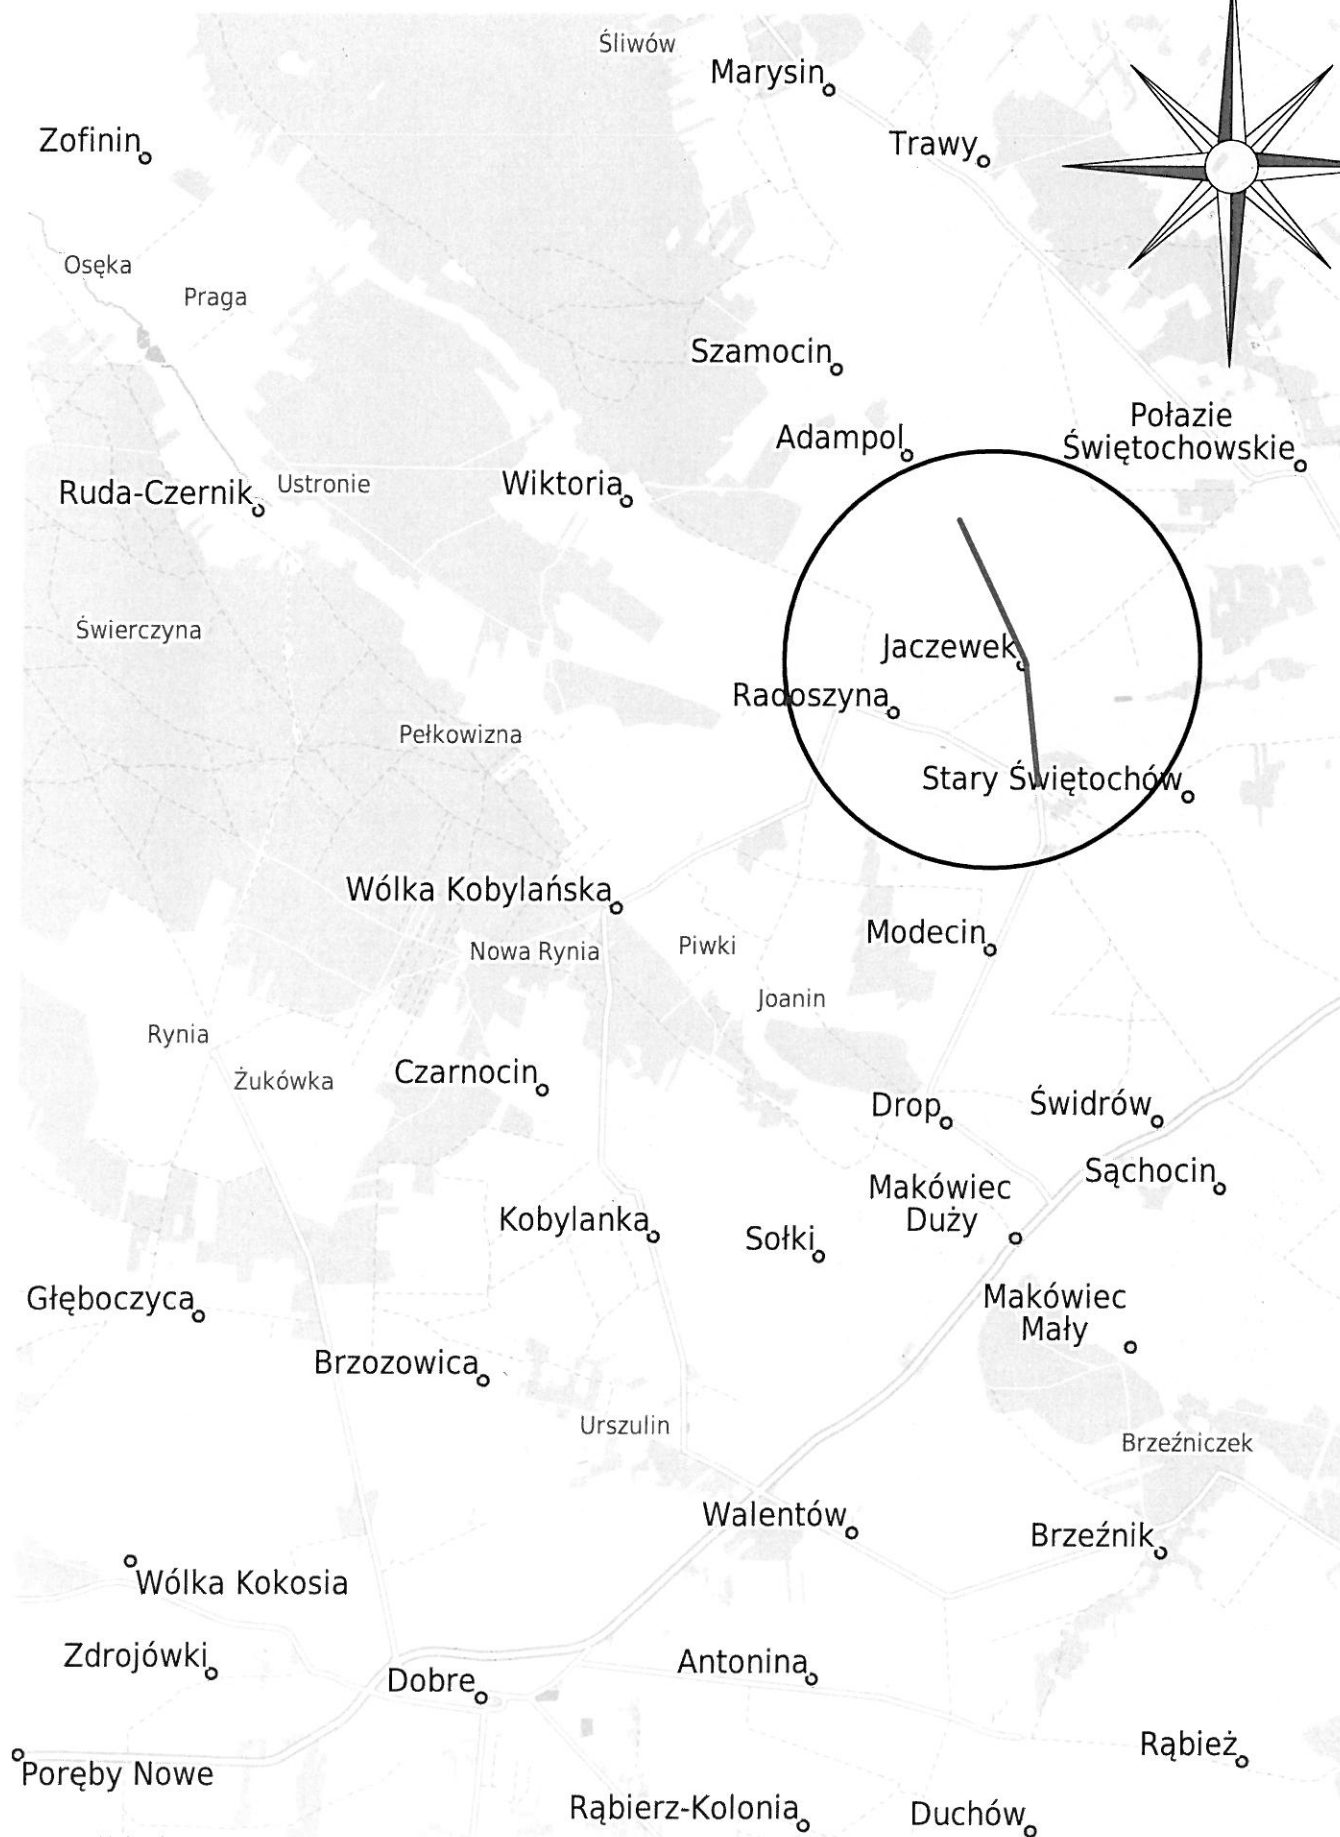 Śliwów
Marysin
Zofinin
Trawy
Osęka
Praga
Szamocin
Połazie
Świętochowskie
Adampol
Ruda-Czernik
Ustronie
Wiktoria
Świerczyna
Jaczewek
Radoszyna
Pełkowizna
Stary Świętochów
Wólka Kobylańska
Nowa Rynia
Piwki
Modecin
Joanin
Rynia
Żukówka
Czarnocin
Drop
Świdrów
Sąchocin
Makówiec
Duży
Kobylanka
Sołki
Głęboczyca
Makówiec
Mały
Brzozowica
Urszulin
Brzeźniczek
Walentów
Brzeźnik
Wólka Kokosia
Zdrojówki
Dobre
Antonina
Rąbież
Poręby Nowe
Rąbierz-Kolonia
Duchów